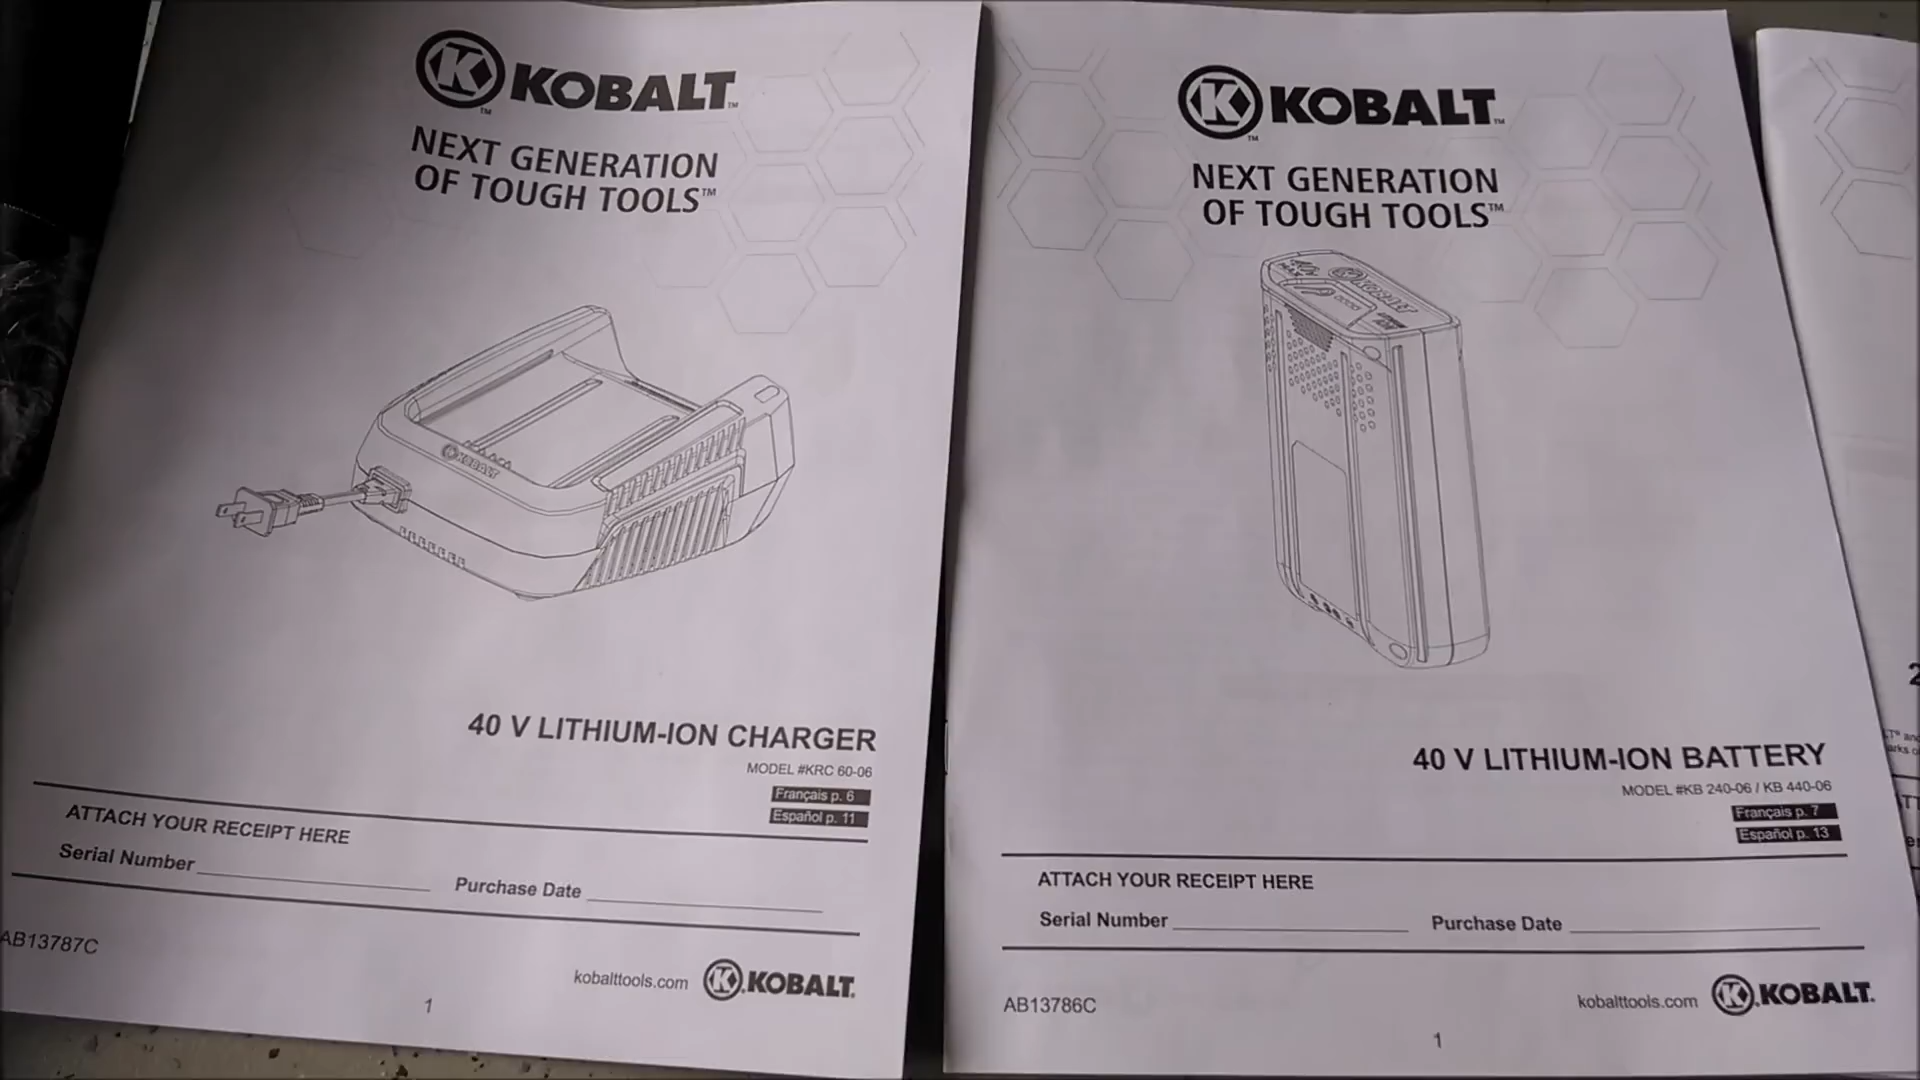 KOBALT™
NEXT GENERATION
OF TOUGH TOOLS™
KOBALT
40 V LITHIUM-ION CHARGER
MODEL #KRC 60-06
Français p. 6
Español p. 11
ATTACH YOUR RECEIPT HERE
Serial Number
Purchase Date
AB13787C
kobalttools.com
KOBALT.
1
KOBALT™
NEXT GENERATION
OF TOUGH TOOLS™
KOBALT
40 V LITHIUM-ION BATTERY
MODEL #KB 240-06 / KB 440-06
Français p. 7
Español p. 13
ATTACH YOUR RECEIPT HERE
Serial Number
Purchase Date
AB13786C
kobalttools.com
KOBALT.
1